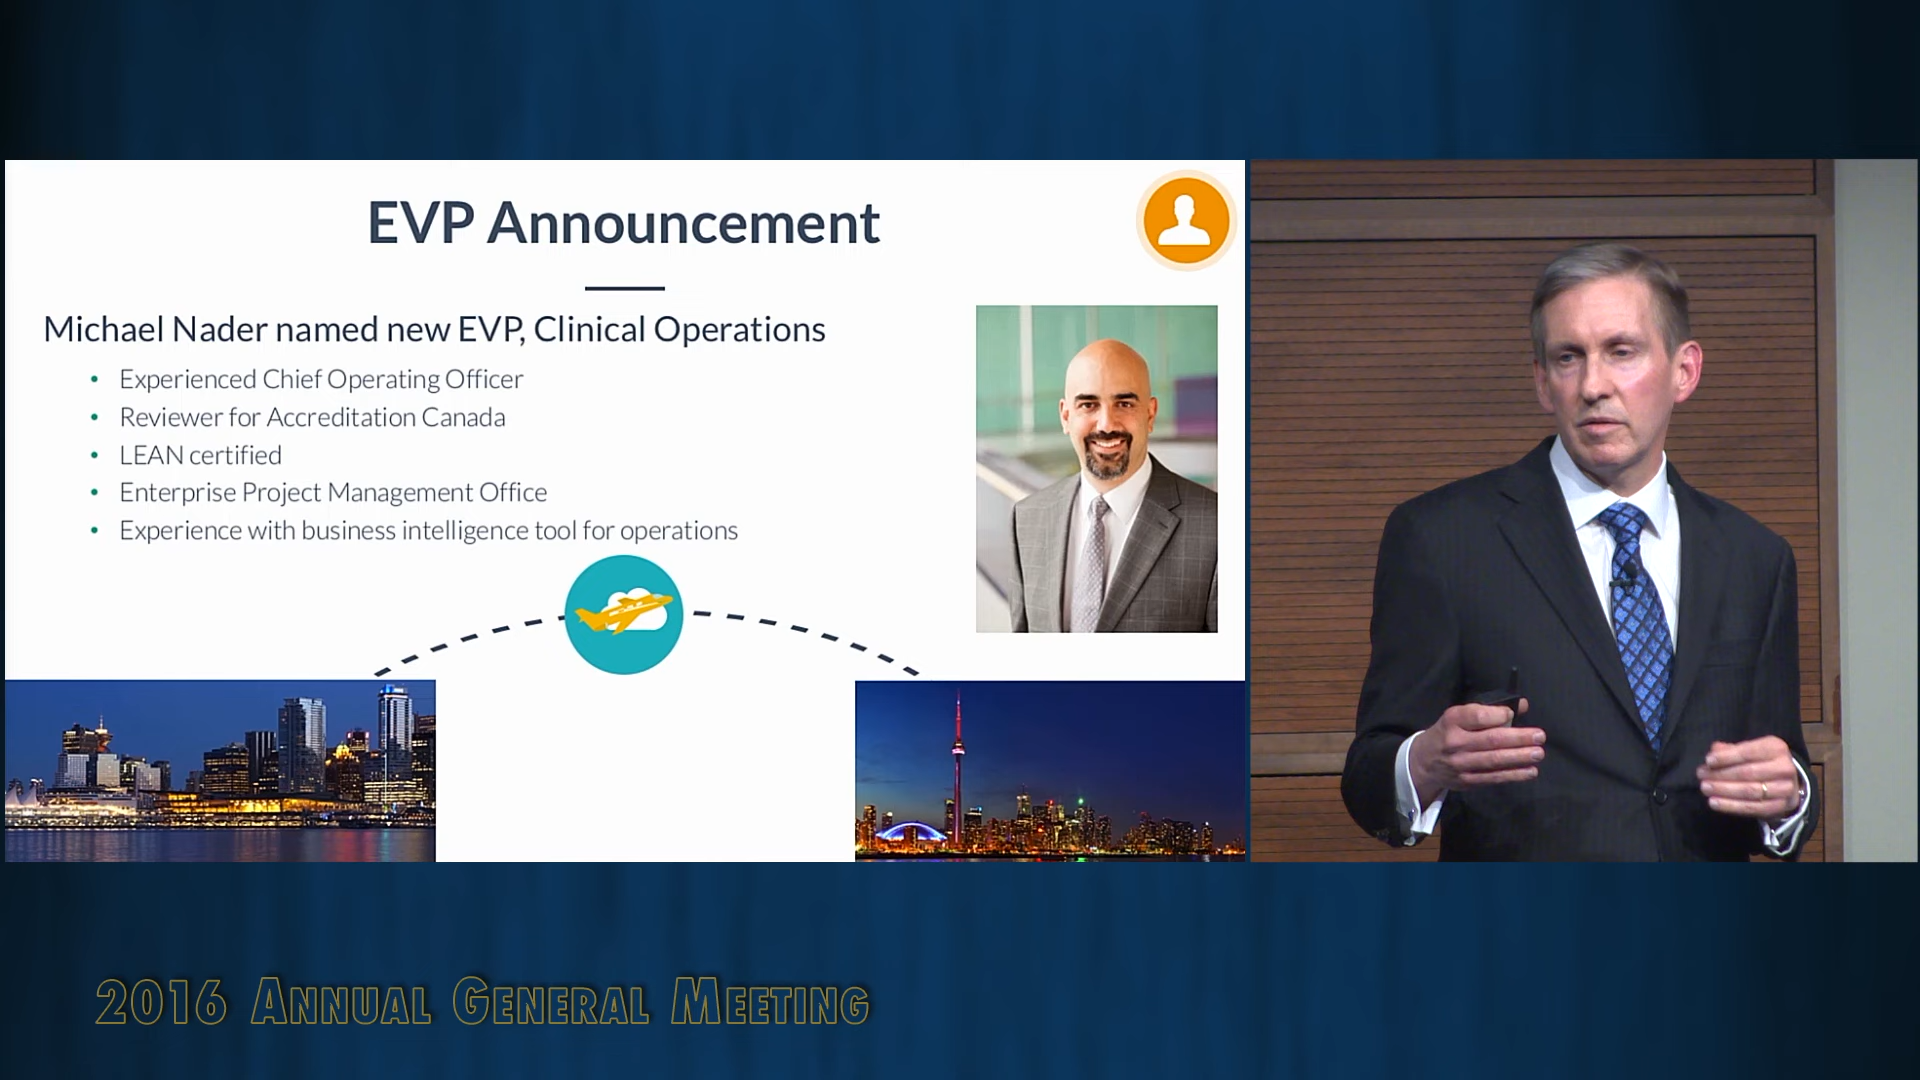 EVP Announcement
Michael Nader named new EVP, Clinical Operations
• Experienced Chief Operating Officer
• Reviewer for Accreditation Canada
• LEAN certified
• Enterprise Project Management Office
• Experience with business intelligence tool for operations
2016 Annual General Meeting